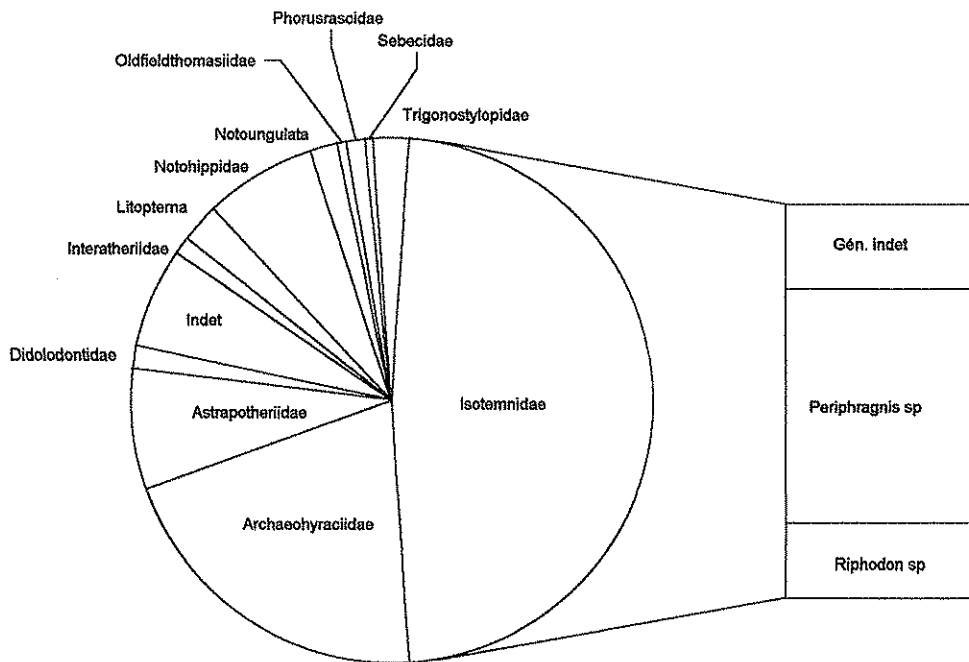 Phorusrascidae
Sebecidae
Oldfieldthomasiidae
Trigonostylopidae
Notoungulata
Notohippidae
Litopterna
Interatheriidae
Indet
Didolodontidae
Astrapotheriidae
Archaeohyraciidae
Isotemnidae
Gén. indet
Periphragnis sp
Riphodon sp